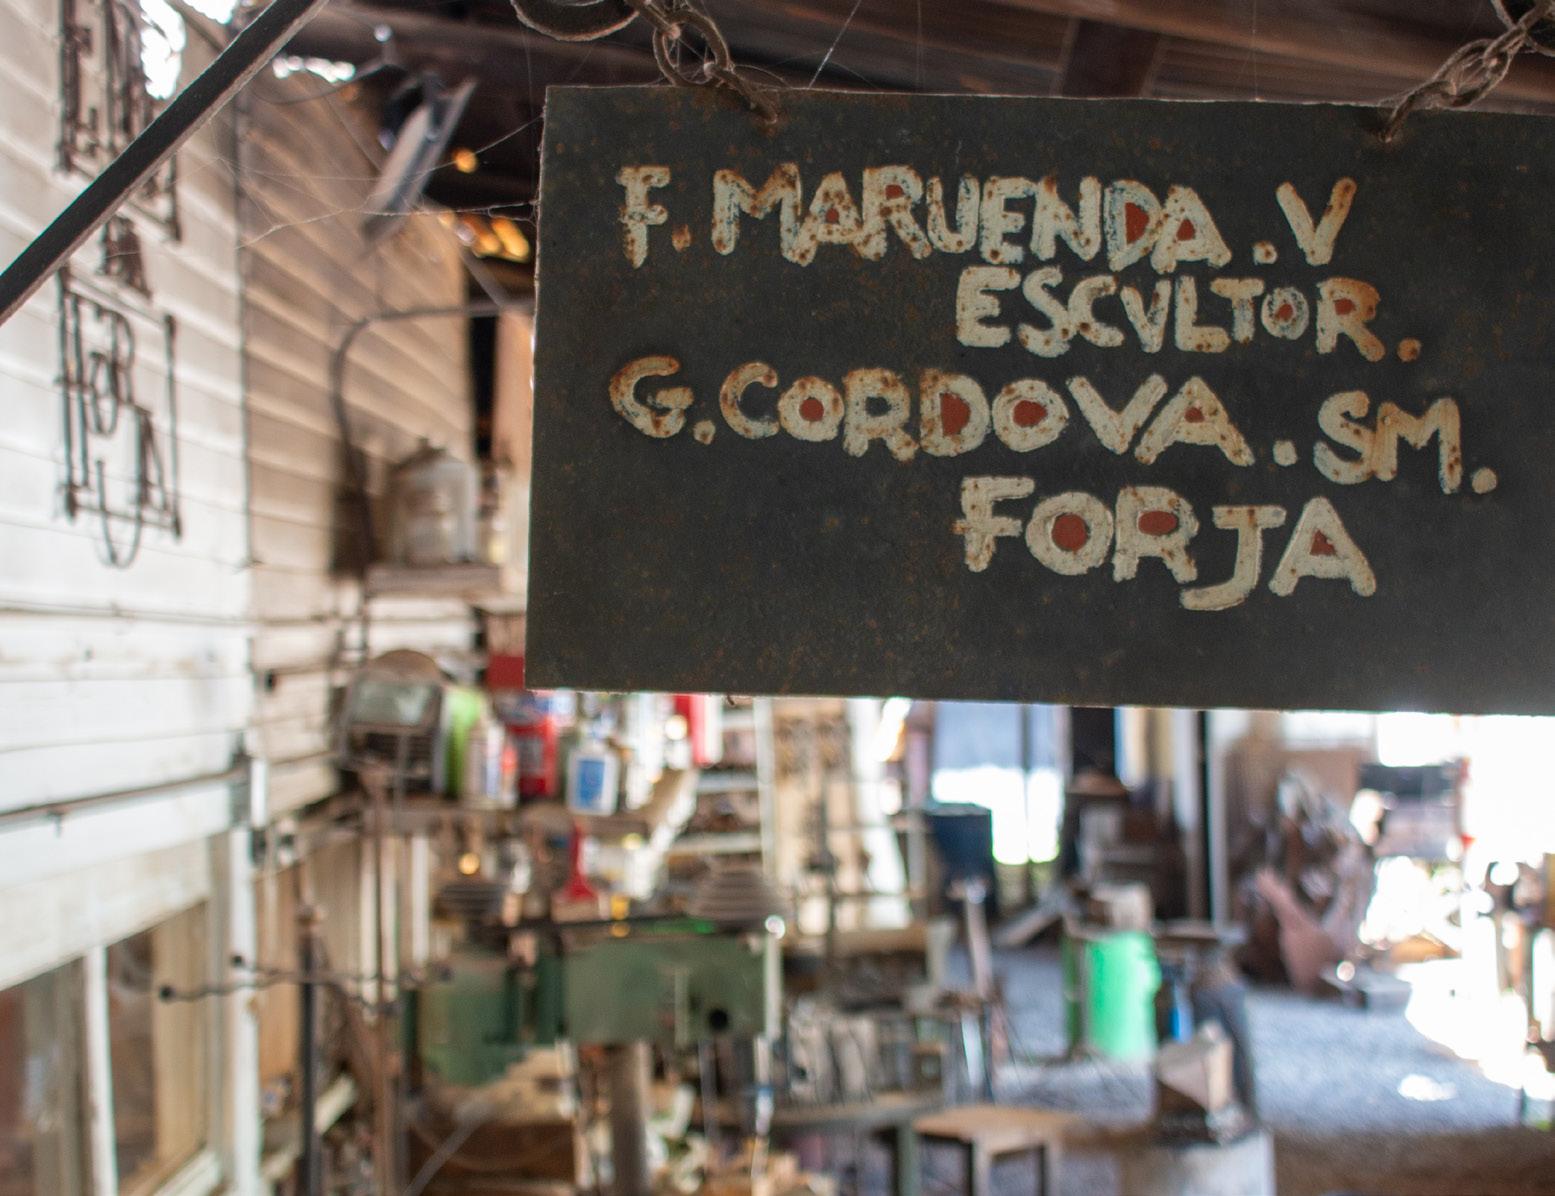 F. MARUENDA . V
ESCVLTOR.
G. CORDOVA . SM.
FORJA